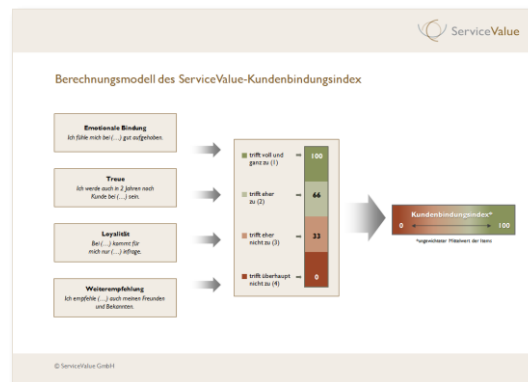 ServiceValue
Berechnungsmodell des ServiceValue-Kundenbindungsindex
Emotionale Bindung
Ich fühle mich bei (....) gut aufgehoben.
Treue
Ich werde auch in 2 Jahren noch
Kunde bei (....) sein.
Loyalität
Bei (....) kommt für
mich nur (....) infrage.
Weiterempfehlung
Ich empfehle (....) auch meinen Freunden
und Bekannten.
trifft voll und
ganz zu (1)
100
trifft eher
zu (2)
66
trifft eher
nicht zu (3)
33
trifft überhaupt
nicht zu (4)
0
Kundenbindungsindex*
0
100
*ungewichteter Mittelwert der Items
© ServiceValue GmbH